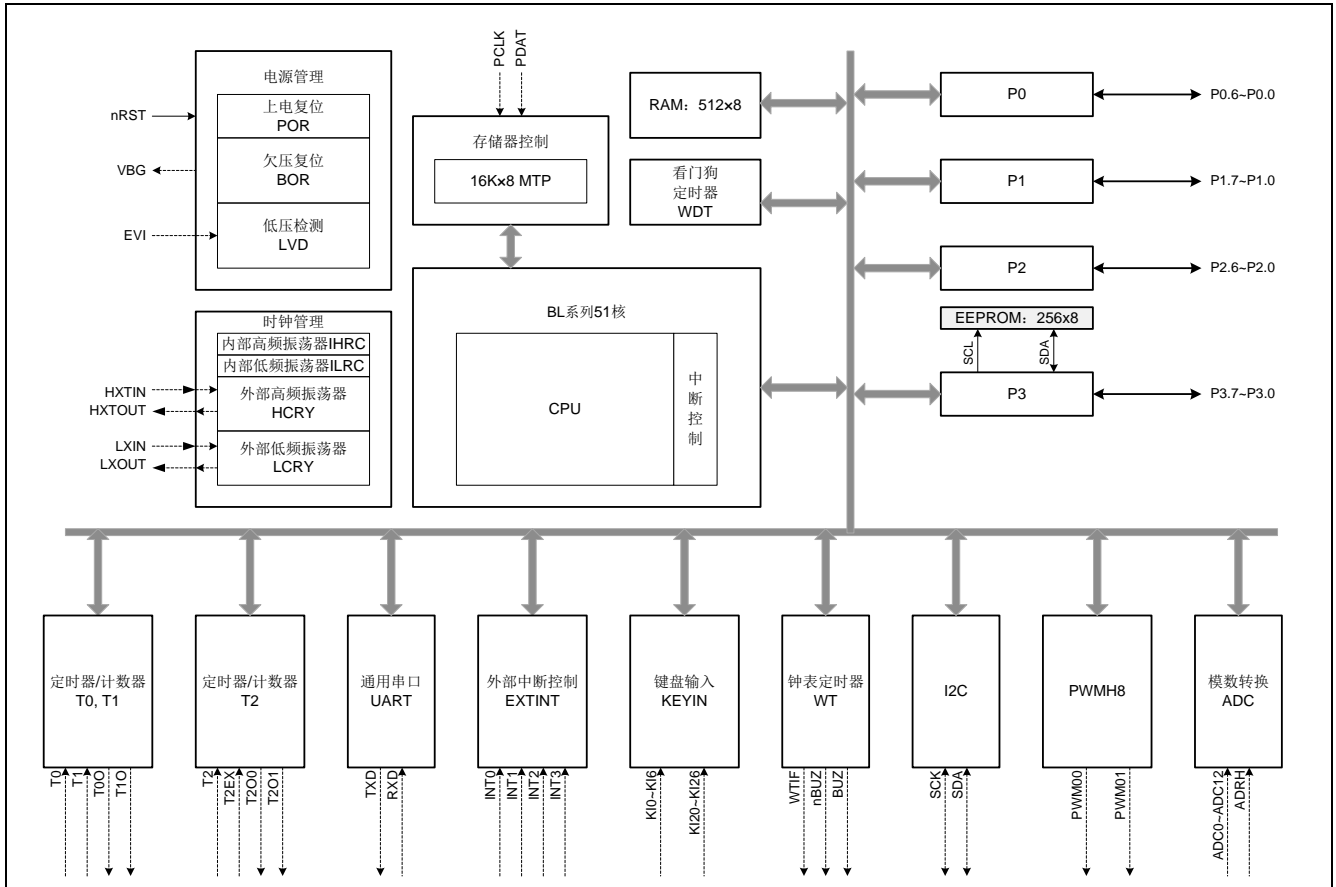 电源管理
上电复位
POR
欠压复位
BOR
低压检测
LVD
nRST
VBG
EVI
时钟管理
内部高频振荡器IHRC
内部低频振荡器ILRC
外部高频振荡器
HCRY
外部低频振荡器
LCRY
HXTIN
HXTOUT
LXIN
LXOUT
PCLK
PDAT
存储器控制
16K×8 MTP
BL系列51核
CPU
中
断
控
制
RAM：512×8
看门狗
定时器
WDT
P0
P0.6~P0.0
P1
P1.7~P1.0
P2
P2.6~P2.0
EEPROM：256x8
SCL
SDA
P3
P3.7~P3.0
定时器/计数器
T0, T1
T0
T1
T0O
T1O
定时器/计数器
T2
T2
T2EX
T2O0
T2O1
通用串口
UART
TXD
RXD
外部中断控制
EXTINT
INT0
INT1
INT2
INT3
键盘输入
KEYIN
KI0~KI6
KI20~KI26
钟表定时器
WT
WTIF
nBUZ
BUZ
I2C
SCK
SDA
PWMH8
PWM00
PWM01
模数转换
ADC
ADC0~ADC12
ADRH